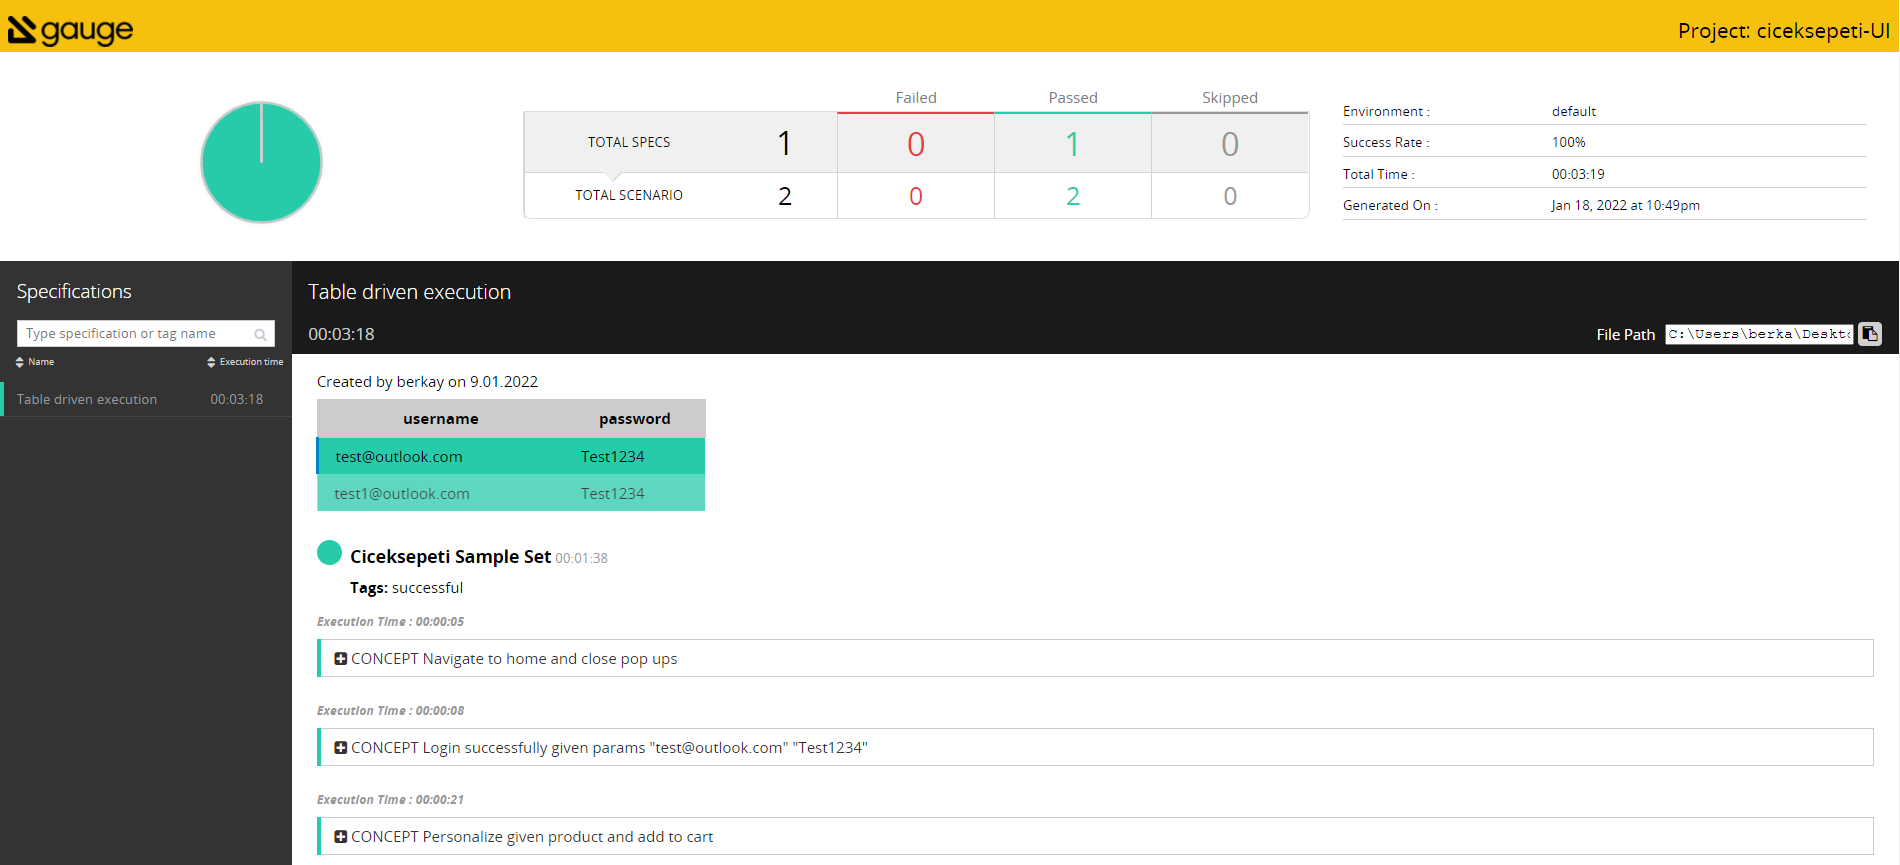 gauge
Project: ciceksepeti-UI
Failed Passed Skipped
TOTAL SPECS 1 0 1 0
TOTAL SCENARIO 2 0 2 0
Environment : default
Success Rate : 100%
Total Time : 00:03:19
Generated On : Jan 18, 2022 at 10:49pm
Specifications
Type specification or tag name
Name Execution time
Table driven execution 00:03:18
Table driven execution
00:03:18
File Path C:\Users\berka\Deskto
Created by berkay on 9.01.2022
username password
test@outlook.com Test1234
test1@outlook.com Test1234
Ciceksepeti Sample Set 00:01:38
Tags: successful
Execution Time : 00:00:05
CONCEPT Navigate to home and close pop ups
Execution Time : 00:00:08
CONCEPT Login successfully given params "test@outlook.com" "Test1234"
Execution Time : 00:00:21
CONCEPT Personalize given product and add to cart